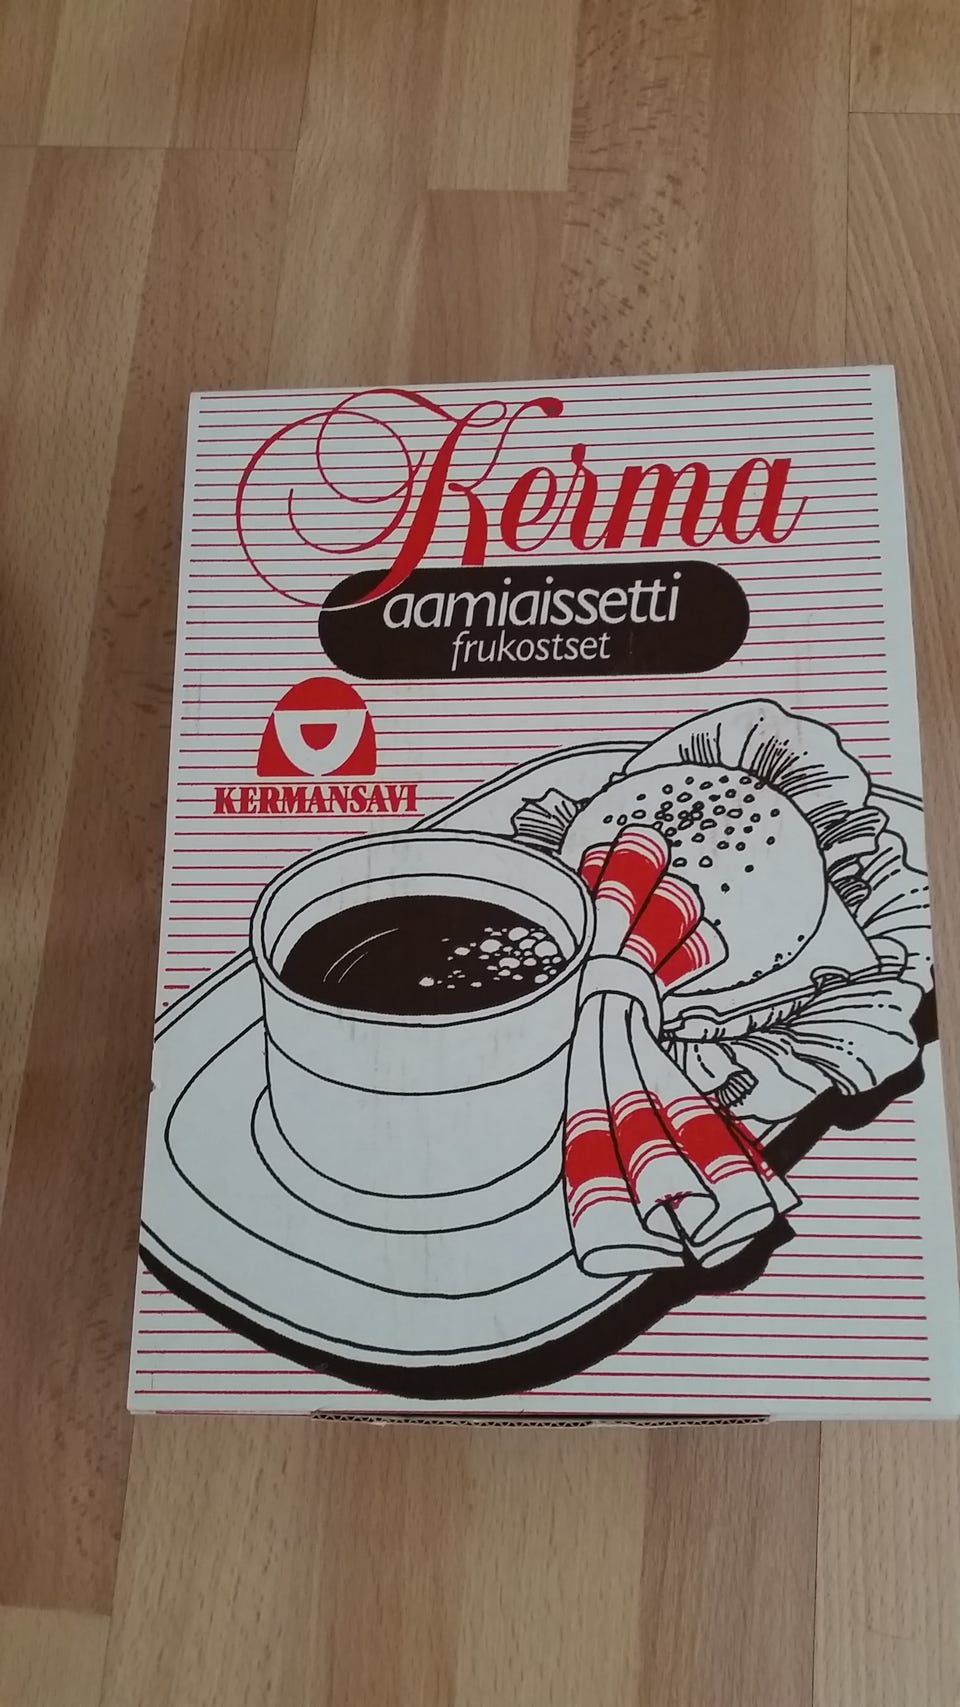 Kerma
aamiaissetti
frukostset
KERMANSAVI